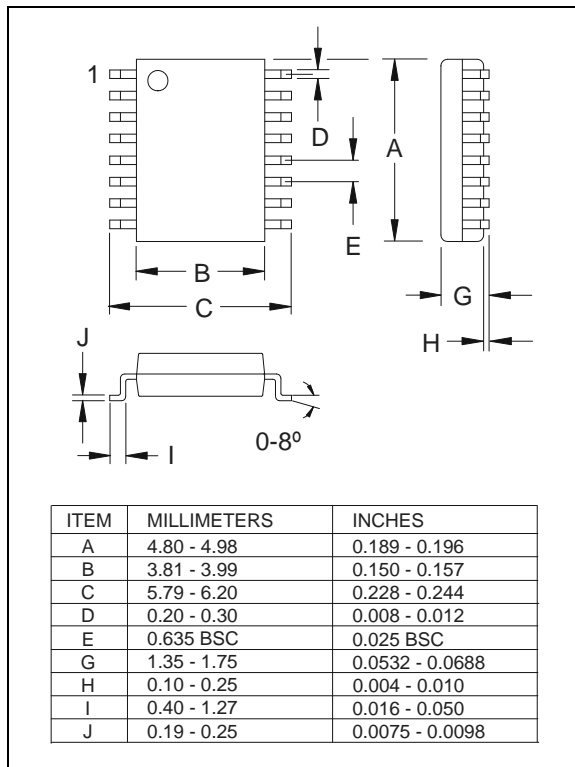 1
D
A
E
B
C
G
H
J
I
0-8º
ITEM MILLIMETERS INCHES
A 4.80 - 4.98 0.189 - 0.196
B 3.81 - 3.99 0.150 - 0.157
C 5.79 - 6.20 0.228 - 0.244
D 0.20 - 0.30 0.008 - 0.012
E 0.635 BSC 0.025 BSC
G 1.35 - 1.75 0.0532 - 0.0688
H 0.10 - 0.25 0.004 - 0.010
I 0.40 - 1.27 0.016 - 0.050
J 0.19 - 0.25 0.0075 - 0.0098